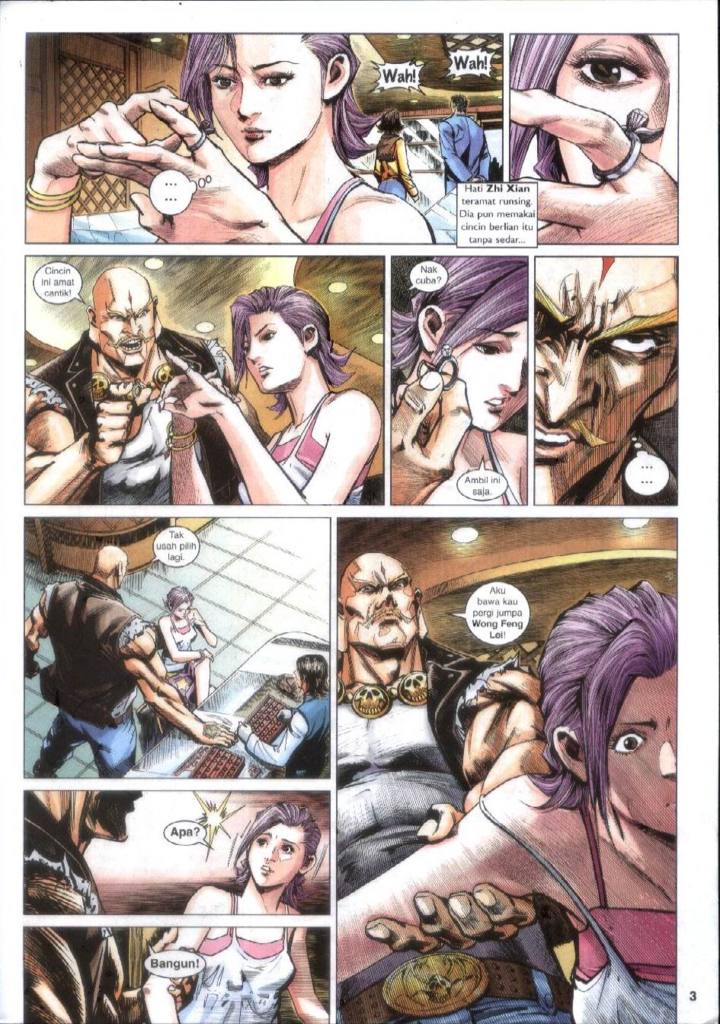 Wah!
Wah!
...
...
Hati Zhi Xian
teramat runsing.
Dia pun memakai
cincin berlian itu
tanpa sedar...
Cincin
ini amat
cantik!
Nak
cuba?
Ambil ini
saja.
...
...
Tak
usah pilih
lagi.
Aku
bawa kau
pergi jumpa
Wong Feng
Lei!
Apa?
Bangun!
3